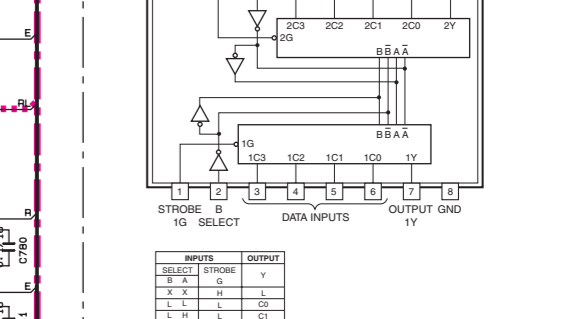 2C3 2C2 2C1 2C0 2Y
2G
B B̅ A A̅
B B̅ A A̅
1G
1C3 1C2 1C1 1C0 1Y
1 2 3 4 5 6 7 8
STROBE 1G
B SELECT
DATA INPUTS
OUTPUT 1Y
GND
INPUTS OUTPUT
SELECT STROBE Y
B A G
X X H L
L L L C0
L H L C1
E
RL
R
C780
E